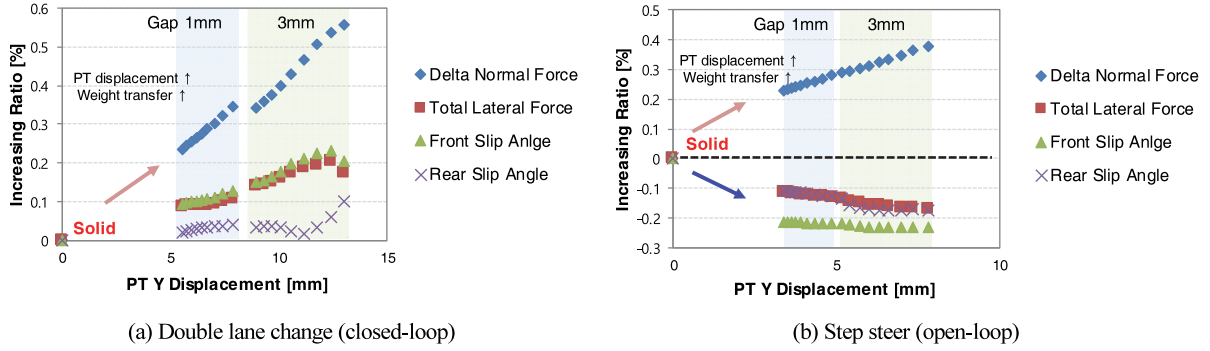 Increasing Ratio [%]
0.6
0.5
0.4
0.3
0.2
0.1
0
Gap 1mm
3mm
PT displacement ↑
Weight transfer ↑
Solid
0
5
10
15
PT Y Displacement [mm]
Delta Normal Force
Total Lateral Force
Front Slip Anlge
Rear Slip Angle
(a) Double lane change (closed-loop)
Increasing Ratio [%]
0.5
0.4
0.3
0.2
0.1
0
-0.1
-0.2
-0.3
Gap 1mm
3mm
PT displacement ↑
Weight transfer ↑
Solid
0
5
10
PT Y Displacement [mm]
Delta Normal Force
Total Lateral Force
Front Slip Anlge
Rear Slip Angle
(b) Step steer (open-loop)